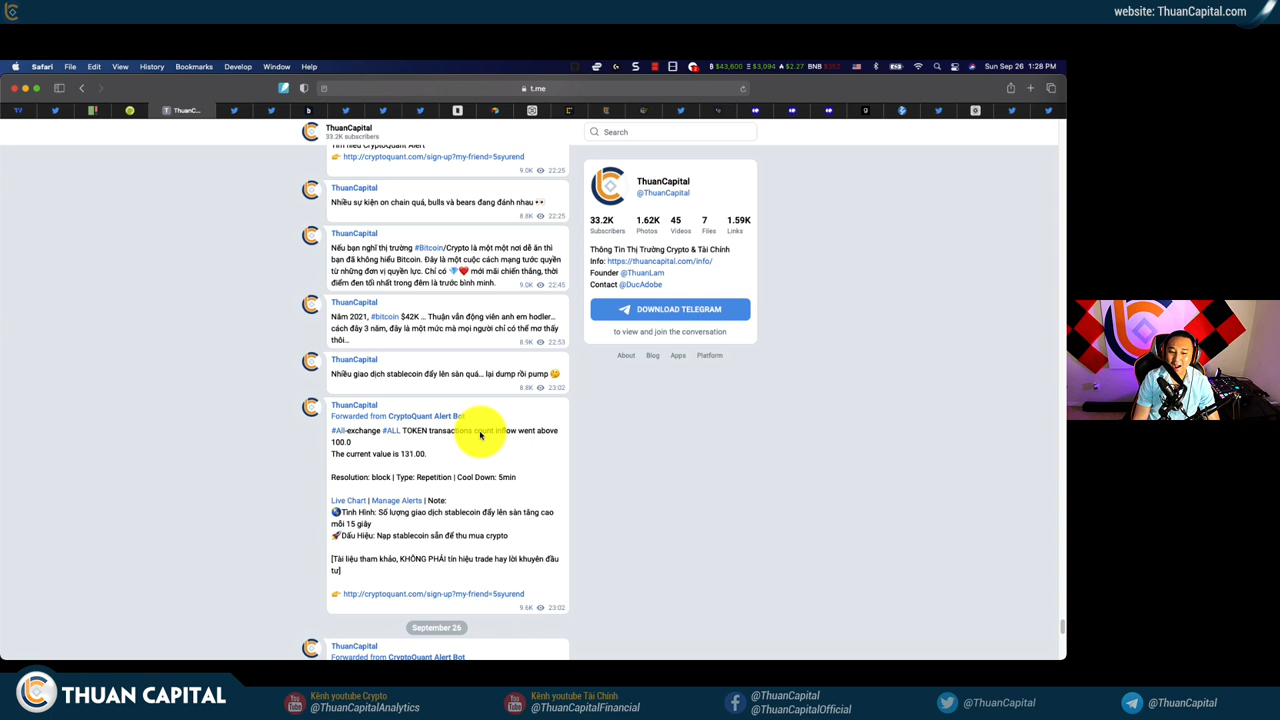 website: ThuanCapital.com
Safari File Edit View History Bookmarks Develop Window Help
฿ $43,600 $3,094 $2.27 BNB $352
Sun Sep 26 1:28 PM
t.me
ThuanC...
ThuanCapital
33.2K subscribers
Search
Tìm hiểu CryptoQuant Alert
👉 http://cryptoquant.com/sign-up?my-friend=5syurend
9.0K 22:25
ThuanCapital
Nhiều sự kiện on chain quá, bulls và bears đang đánh nhau 👀
8.8K 22:25
ThuanCapital
Nếu bạn nghĩ thị trường #Bitcoin/Crypto là một một nơi dễ ăn thì
bạn đã không hiểu Bitcoin. Đây là một cuộc cách mạng tước quyền
từ những đơn vị quyền lực. Chỉ có 💎❤️ mới mãi chiến thắng, thời
điểm đen tối nhất trong đêm là trước bình minh.
9.0K 22:45
ThuanCapital
Năm 2021, #bitcoin $42K ... Thuận vẫn động viên anh em hodler...
cách đây 3 năm, đây là một mức mà mọi người chỉ có thể mơ thấy
thôi...
8.9K 22:53
ThuanCapital
Nhiều giao dịch stablecoin đẩy lên sàn quá... lại dump rồi pump 🤔
8.8K 23:02
ThuanCapital
Forwarded from CryptoQuant Alert Bot
#All-exchange #ALL TOKEN transactions count inflow went above
100.0
The current value is 131.00.
Resolution: block | Type: Repetition | Cool Down: 5min
Live Chart | Manage Alerts | Note:
🌎Tình Hình: Số lượng giao dịch stablecoin đẩy lên sàn tăng cao
mỗi 15 giây
🚀Dấu Hiệu: Nạp stablecoin sẵn để thu mua crypto
[Tài liệu tham khảo, KHÔNG PHẢI tín hiệu trade hay lời khuyên đầu
tư]
👉 http://cryptoquant.com/sign-up?my-friend=5syurend
9.6K 23:02
September 26
ThuanCapital
Forwarded from CryptoQuant Alert Bot
ThuanCapital
@ThuanCapital
33.2K 1.62K 45 7 1.59K
Subscribers Photos Videos Files Links
Thông Tin Thị Trường Crypto & Tài Chính
Info: https://thuancapital.com/info/
Founder @ThuanLam
Contact @DucAdobe
DOWNLOAD TELEGRAM
to view and join the conversation
About Blog Apps Platform
THUAN CAPITAL
Kênh youtube Crypto
@ThuanCapitalAnalytics
Kênh youtube Tài Chính
@ThuanCapitalFinancial
@ThuanCapital
@ThuanCapitalOfficial
@ThuanCapital
@ThuanCapital